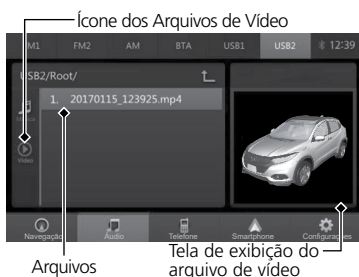 Ícone dos Arquivos de Vídeo
FM1 FM2 AM BTA USB1 USB2 12:39
USB2/Root/
1. 20170115_123925.mp4
Música
Vídeo
Navegação Áudio Telefone Smartphone Configurações
Arquivos
Tela de exibição do
arquivo de vídeo